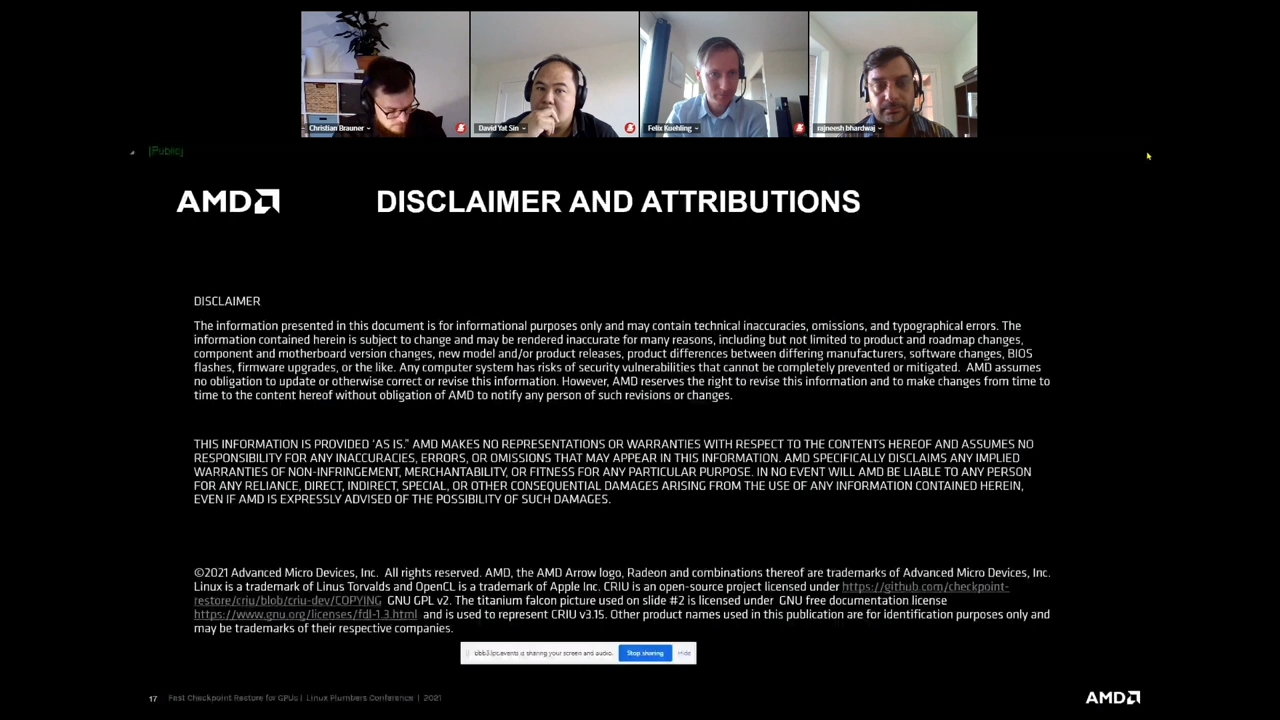 Christian Brauner
David Yat Sin
Felix Kuehling
rajneesh bhardwaj
[Public]
AMD
DISCLAIMER AND ATTRIBUTIONS
DISCLAIMER
The information presented in this document is for informational purposes only and may contain technical inaccuracies, omissions, and typographical errors. The
information contained herein is subject to change and may be rendered inaccurate for many reasons, including but not limited to product and roadmap changes,
component and motherboard version changes, new model and/or product releases, product differences between differing manufacturers, software changes, BIOS
flashes, firmware upgrades, or the like. Any computer system has risks of security vulnerabilities that cannot be completely prevented or mitigated. AMD assumes
no obligation to update or otherwise correct or revise this information. However, AMD reserves the right to revise this information and to make changes from time to
time to the content hereof without obligation of AMD to notify any person of such revisions or changes.
THIS INFORMATION IS PROVIDED ‘AS IS.” AMD MAKES NO REPRESENTATIONS OR WARRANTIES WITH RESPECT TO THE CONTENTS HEREOF AND ASSUMES NO
RESPONSIBILITY FOR ANY INACCURACIES, ERRORS, OR OMISSIONS THAT MAY APPEAR IN THIS INFORMATION. AMD SPECIFICALLY DISCLAIMS ANY IMPLIED
WARRANTIES OF NON-INFRINGEMENT, MERCHANTABILITY, OR FITNESS FOR ANY PARTICULAR PURPOSE. IN NO EVENT WILL AMD BE LIABLE TO ANY PERSON
FOR ANY RELIANCE, DIRECT, INDIRECT, SPECIAL, OR OTHER CONSEQUENTIAL DAMAGES ARISING FROM THE USE OF ANY INFORMATION CONTAINED HEREIN,
EVEN IF AMD IS EXPRESSLY ADVISED OF THE POSSIBILITY OF SUCH DAMAGES.
©2021 Advanced Micro Devices, Inc. All rights reserved. AMD, the AMD Arrow logo, Radeon and combinations thereof are trademarks of Advanced Micro Devices, Inc.
Linux is a trademark of Linus Torvalds and OpenCL is a trademark of Apple Inc. CRIU is an open-source project licensed under https://github.com/checkpoint-
restore/criu/blob/criu-dev/COPYING GNU GPL v2. The titanium falcon picture used on slide #2 is licensed under GNU free documentation license
https://www.gnu.org/licenses/fdl-1.3.html and is used to represent CRIU v3.15. Other product names used in this publication are for identification purposes only and
may be trademarks of their respective companies.
bbb3.lpc.events is sharing your screen and audio. Stop sharing Hide
17 Fast Checkpoint Restore for GPUs | Linux Plumbers Conference | 2021
AMD